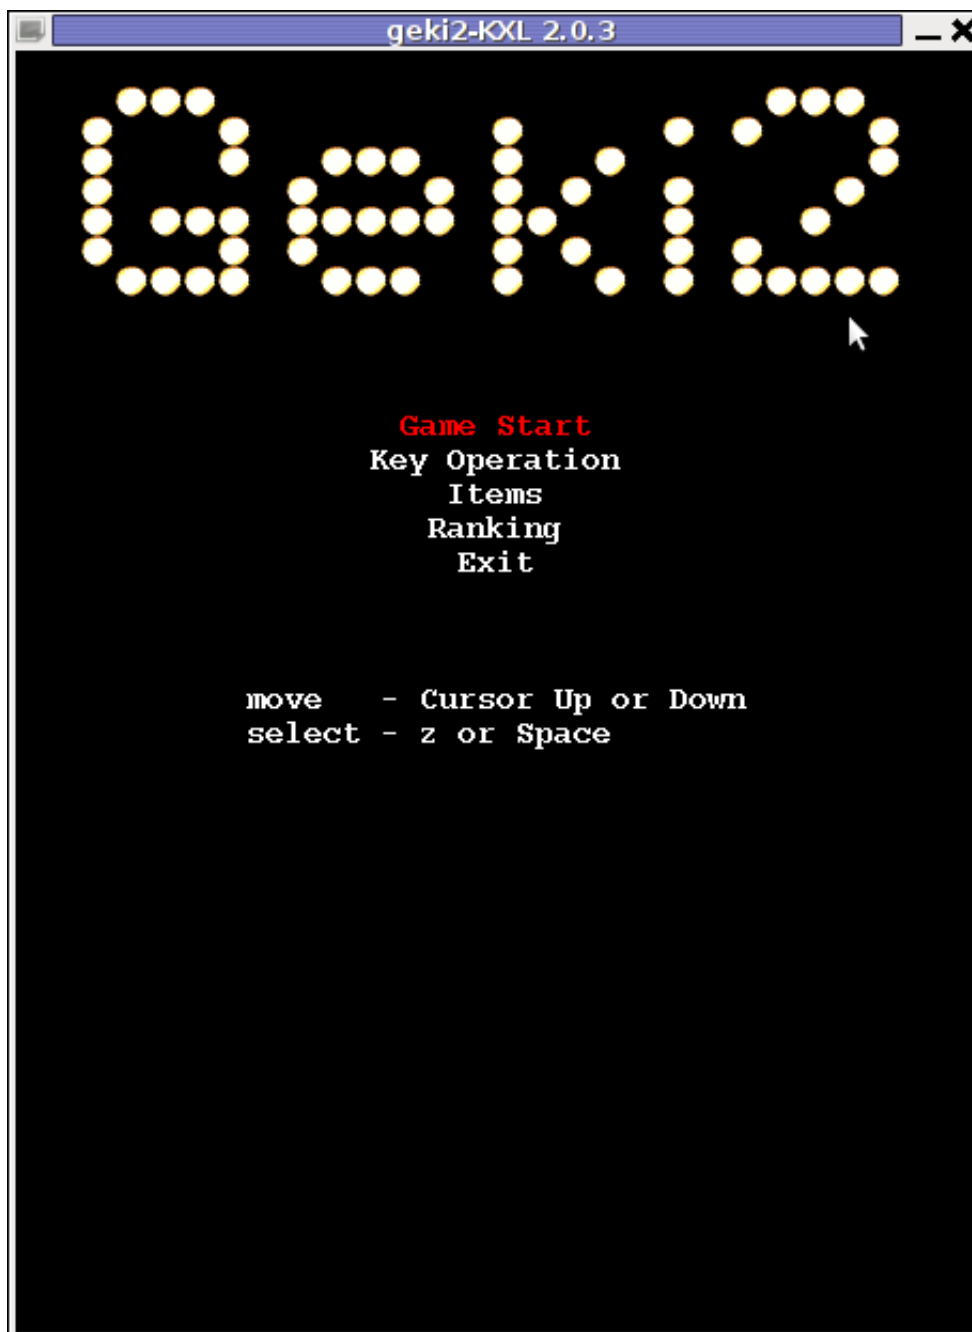 geki2-KXL 2.0.3
Geki2
Game Start
Key Operation
Items
Ranking
Exit
move   - Cursor Up or Down
select - z or Space